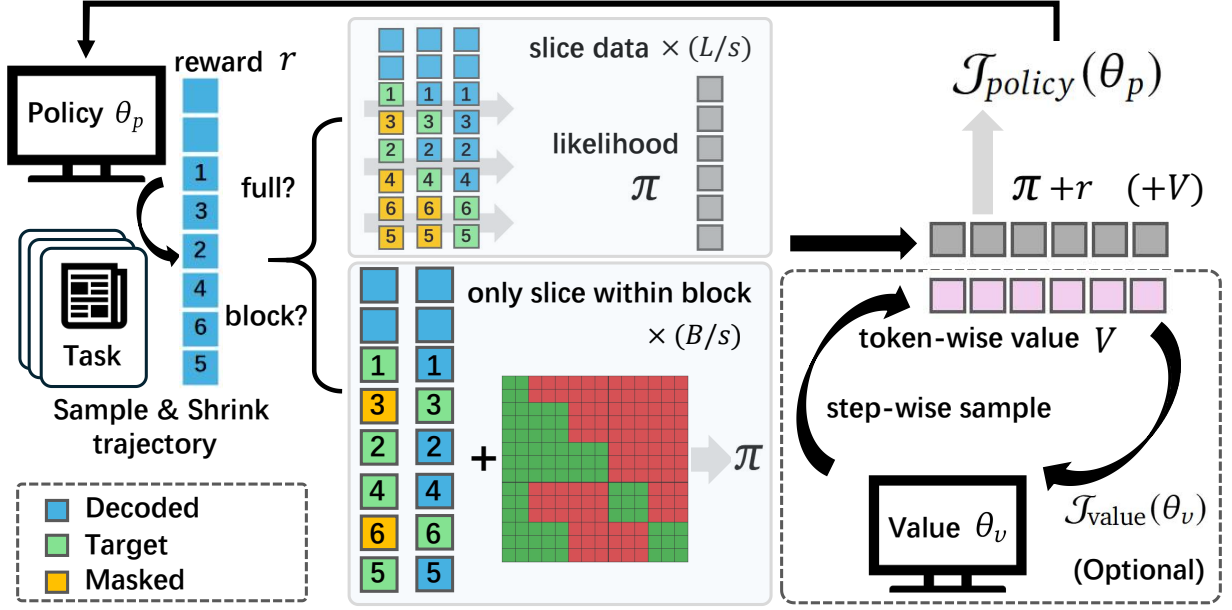 Policy θₚ
reward r
1
3
2
4
6
5
Task
Sample & Shrink
trajectory
full?
block?
Decoded
Target
Masked
slice data × (L/s)
1 1 1
3 3 3
2 2 2
4 4 4
6 6 6
5 5 5
likelihood
π
only slice within block
× (B/s)
1 1
3 3
2 2
4 4
6 6
5 5
+
π
𝒥policy(θₚ)
π +r (+V)
token-wise value V
step-wise sample
Value θᵥ
𝒥value(θᵥ)
(Optional)